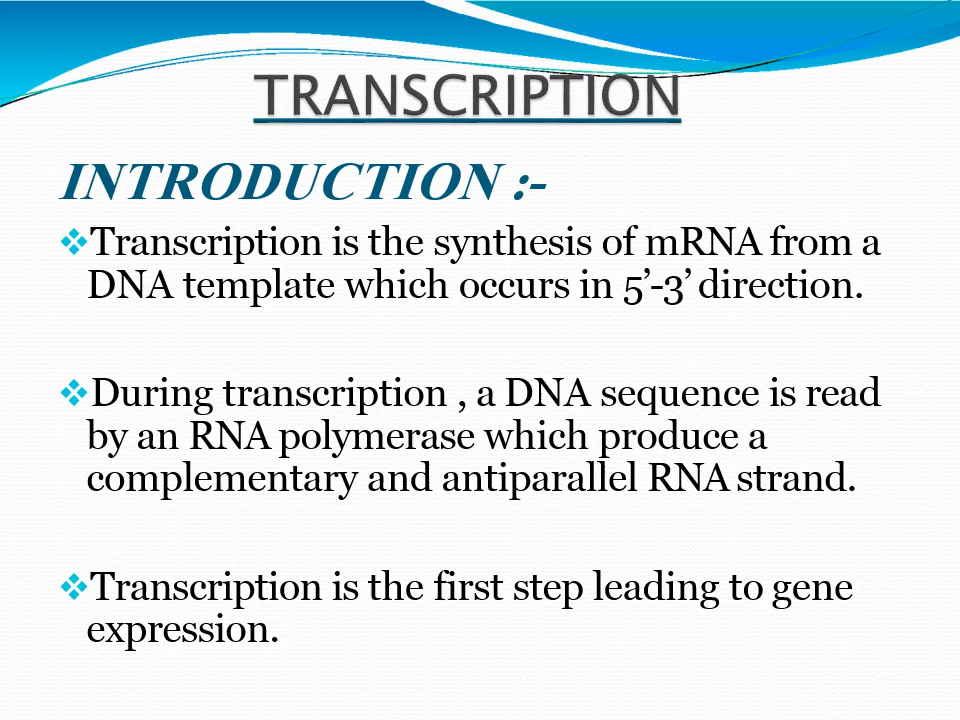 TRANSCRIPTION
INTRODUCTION :-
❖Transcription is the synthesis of mRNA from a
DNA template which occurs in 5’-3’ direction.
❖During transcription , a DNA sequence is read
by an RNA polymerase which produce a
complementary and antiparallel RNA strand.
❖Transcription is the first step leading to gene
expression.